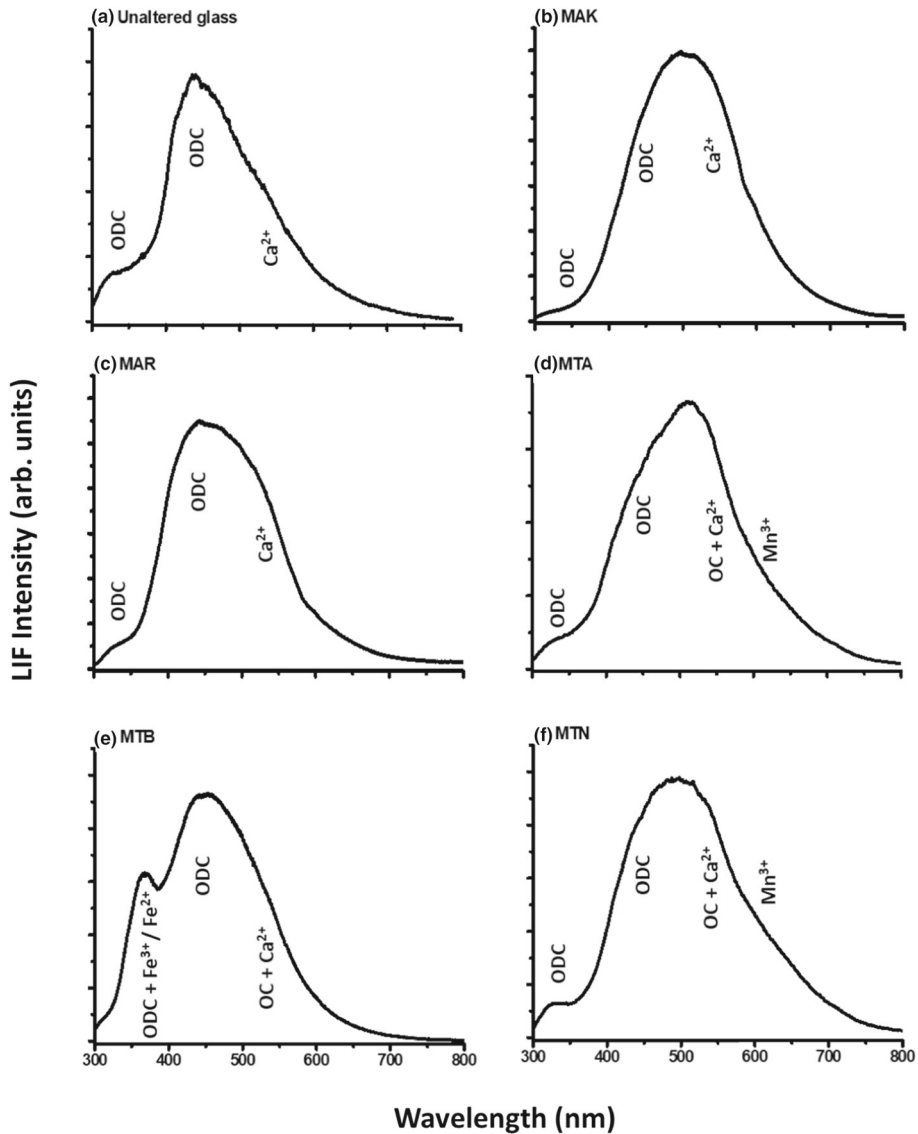 (a) Unaltered glass
ODC
ODC
Ca²⁺
(b) MAK
ODC
ODC
Ca²⁺
(c) MAR
ODC
ODC
Ca²⁺
(d) MTA
ODC
ODC
OC + Ca²⁺
Mn³⁺
(e) MTB
ODC + Fe³⁺ / Fe²⁺
ODC
OC + Ca²⁺
300 400 500 600 700 800
(f) MTN
ODC
ODC
OC + Ca²⁺
Mn³⁺
300 400 500 600 700 800
LIF Intensity (arb. units)
Wavelength (nm)